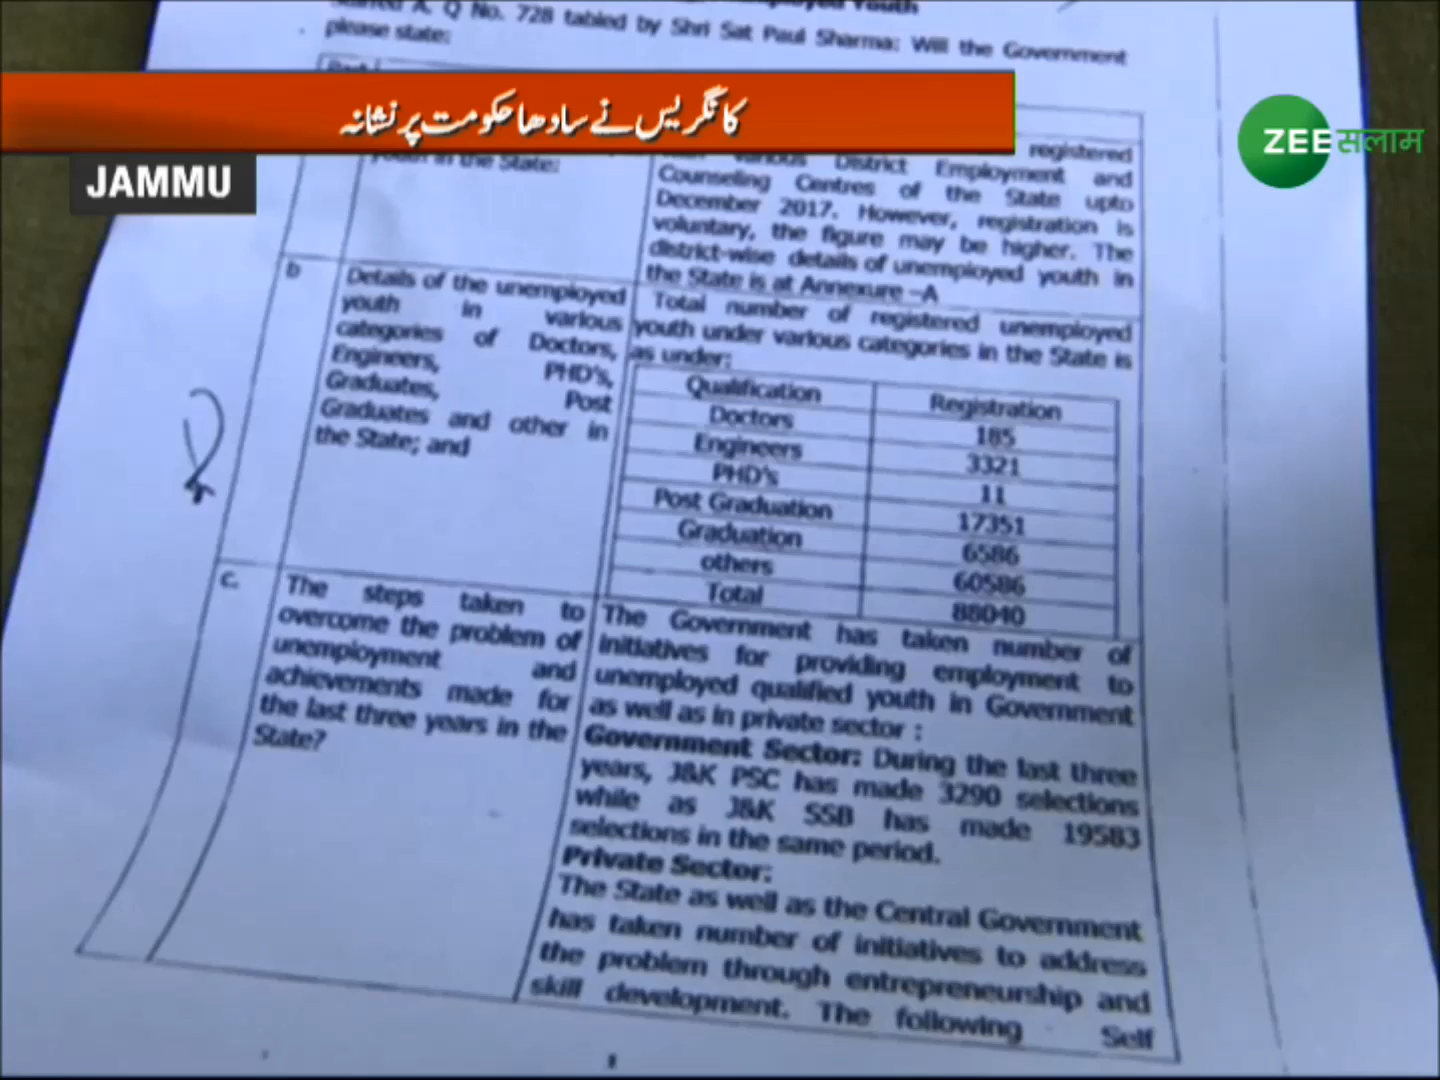 Employed Youth
Starred A. Q No. 728 tabled by Shri Sat Paul Sharma: Will the Government
please state:
کانگریس نے سادھا حکومت پر نشانہ
ZEE सलाम
JAMMU
youth in the State:
registered
with various District Employment and
Counseling Centres of the State upto
December 2017. However, registration is
voluntary, the figure may be higher. The
district-wise details of unemployed youth in
the State is at Annexure -A
b
Details of the unemployed
youth in various
categories of Doctors,
Engineers, PHD's,
Graduates, Post
Graduates and other in
the State; and
Total number of registered unemployed
youth under various categories in the State is
as under:
Qualification Registration
Doctors 185
Engineers 3321
PHD's 11
Post Graduation 17351
Graduation 6586
others 60586
Total 88040
c.
The steps taken to
overcome the problem of
unemployment and
achievements made for
the last three years in the
State?
The Government has taken number of
initiatives for providing employment to
unemployed qualified youth in Government
as well as in private sector :
Government Sector: During the last three
years, J&K PSC has made 3290 selections
while as J&K SSB has made 19583
selections in the same period.
Private Sector:
The State as well as the Central Government
has taken number of initiatives to address
the problem through entrepreneurship and
skill development. The following Self